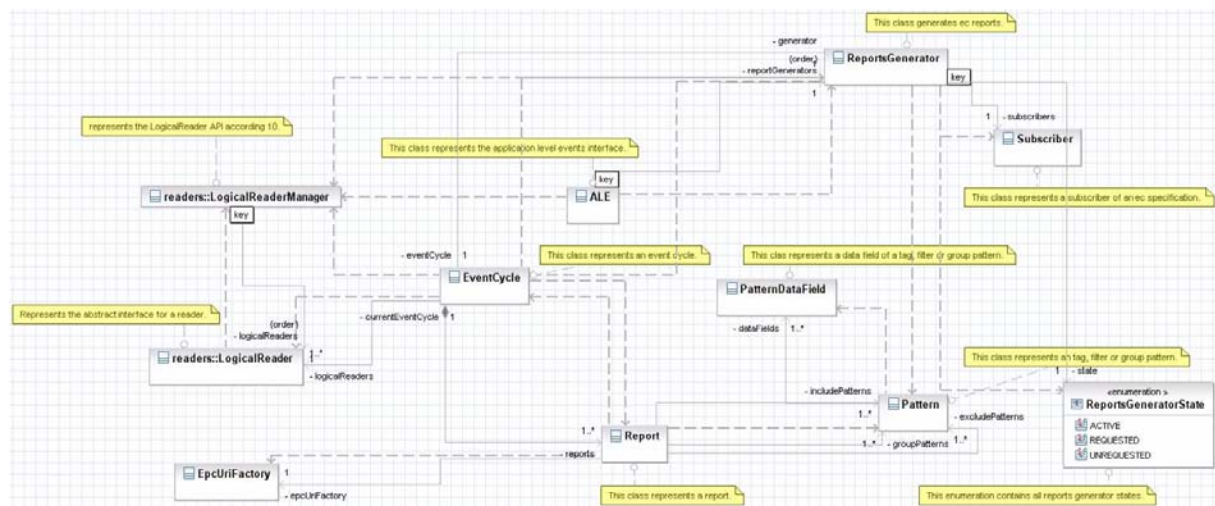 This class generates ec reports.
- generator
(order)
1
- reportGenerators
ReportsGenerator
key
1
1
- subscribers
Subscriber
represents the LogicalReader API according 10.
This class represents the application level events interface.
key
readers::LogicalReaderManager
ALE
This class represents a subscriber of an ec specification.
key
- eventCycle
1
This class represents an event cycle.
This clas represents a data field of a tag, filter or group pattern.
EventCycle
PatternDataField
Represents the abstract interface for a reader.
- currentEventCycle
1
(order)
- logicalReaders
- dataFields
1..*
readers::LogicalReader
1..*
This class represents an tag, filter or group pattern.
- logicalReaders
1
- state
- includePatterns
Pattern
<enumeration >
ReportsGeneratorState
1..*
- excludePatterns
ACTIVE
1..*
Report
1..*
- groupPatterns
1..*
REQUESTED
- reports
UNREQUESTED
EpcUriFactory
1
- epcUriFactory
This class represents a report.
This enumeration contains all reports generator states.